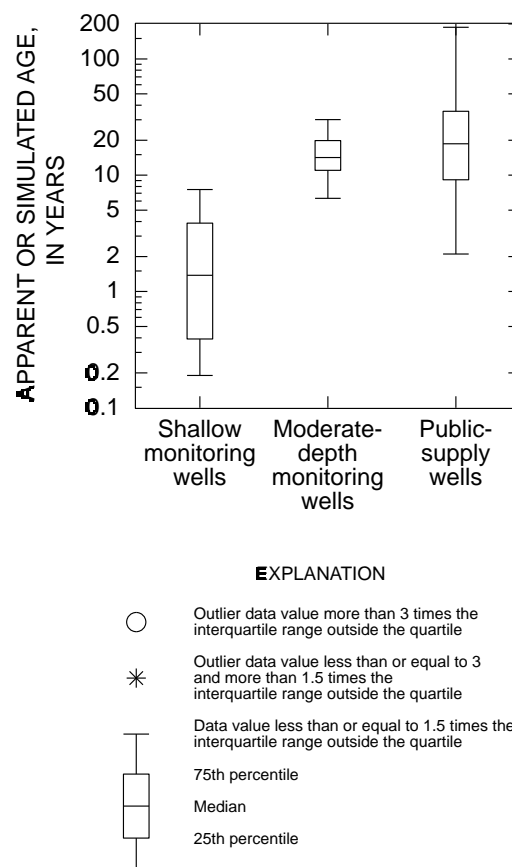 APPARENT OR SIMULATED AGE,
IN YEARS
200
100
50
20
10
5
2
1
0.5
0.2
0.1
Shallow
monitoring
wells
Moderate-
depth
monitoring
wells
Public-
supply
wells
EXPLANATION
Outlier data value more than 3 times the
interquartile range outside the quartile
Outlier data value less than or equal to 3
and more than 1.5 times the
interquartile range outside the quartile
Data value less than or equal to 1.5 times the
interquartile range outside the quartile
75th percentile
Median
25th percentile